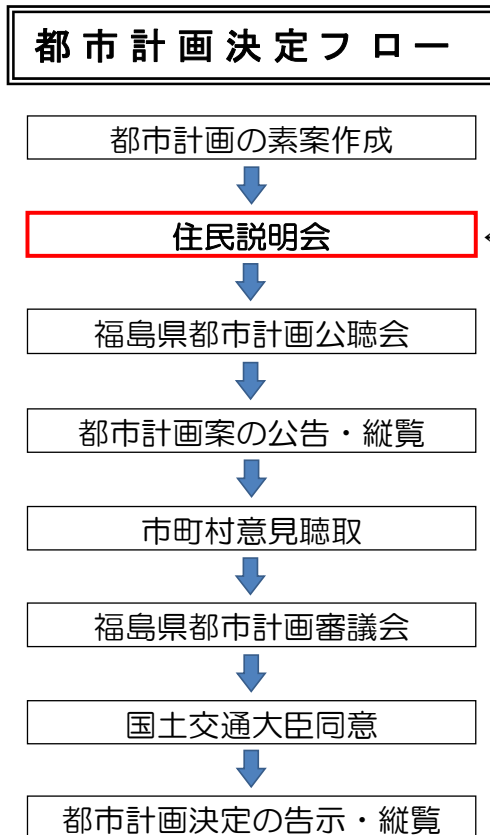 都市計画決定フロー
都市計画の素案作成
住民説明会
福島県都市計画公聴会
都市計画案の公告・縦覧
市町村意見聴取
福島県都市計画審議会
国土交通大臣同意
都市計画決定の告示・縦覧